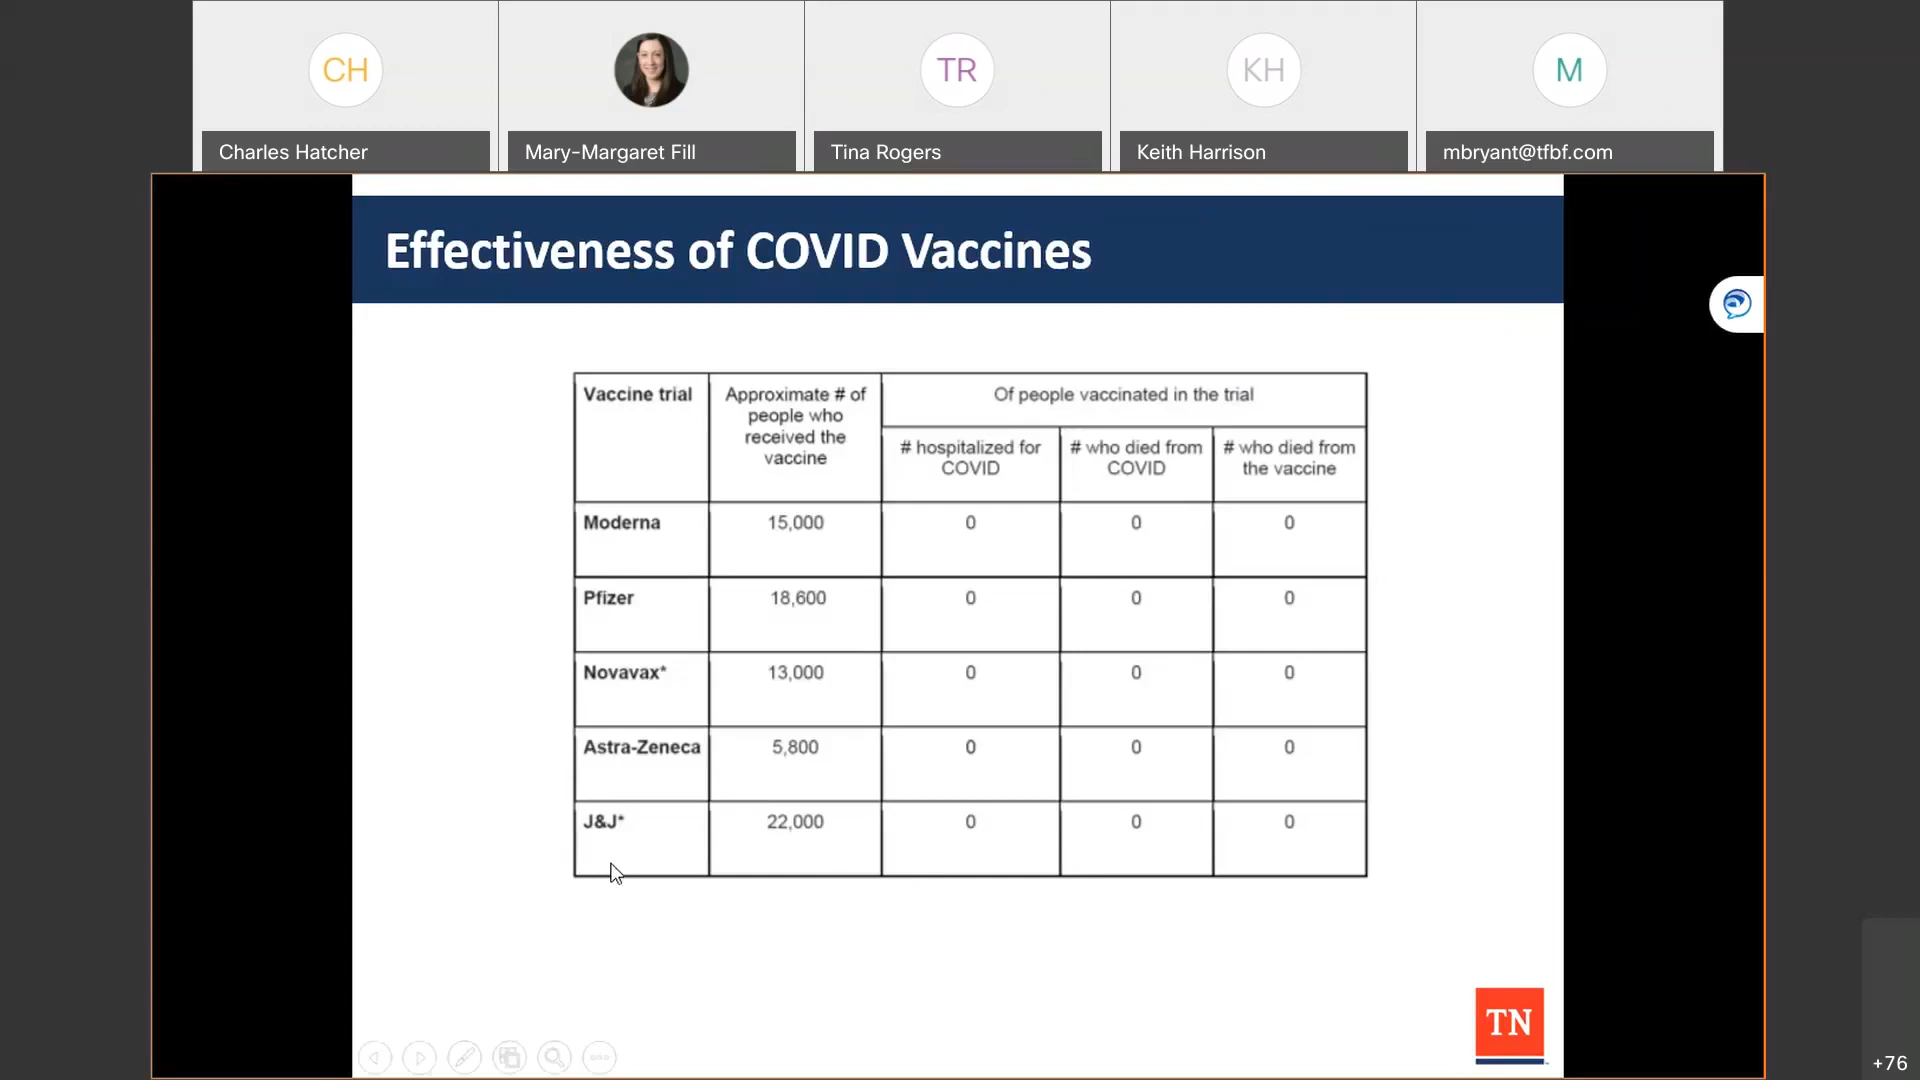 CH
TR
KH
M
Charles Hatcher
Mary-Margaret Fill
Tina Rogers
Keith Harrison
mbryant@tfbf.com
Effectiveness of COVID Vaccines
Vaccine trial
Approximate # of
people who
received the
vaccine
Of people vaccinated in the trial
# hospitalized for
COVID
# who died from
COVID
# who died from
the vaccine
Moderna 15,000 0 0 0
Pfizer 18,600 0 0 0
Novavax* 13,000 0 0 0
Astra-Zeneca 5,800 0 0 0
J&J* 22,000 0 0 0
TN
+76